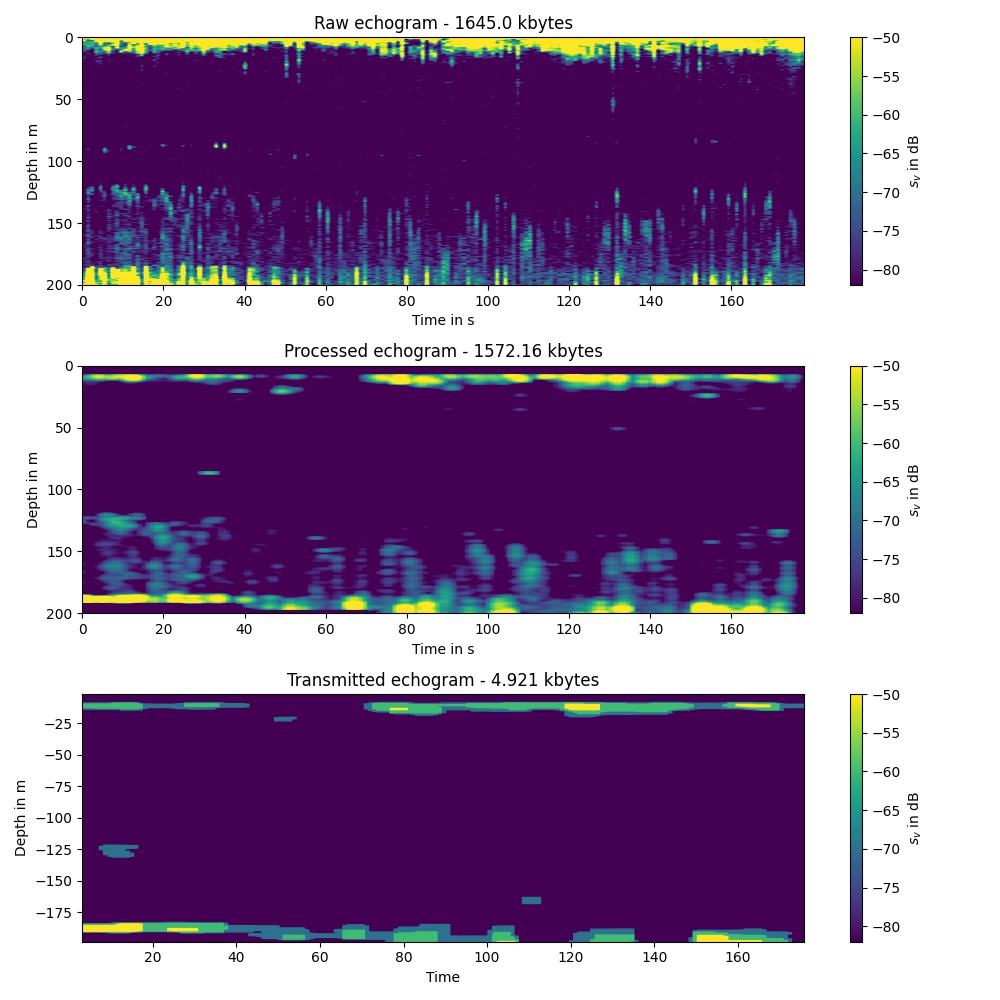 Raw echogram - 1645.0 kbytes
0
50
100
150
200
Depth in m
0 20 40 60 80 100 120 140 160
Time in s
−50
−55
−60
−65
−70
−75
−80
s_v in dB
Processed echogram - 1572.16 kbytes
0
50
100
150
200
Depth in m
0 20 40 60 80 100 120 140 160
Time in s
−50
−55
−60
−65
−70
−75
−80
s_v in dB
Transmitted echogram - 4.921 kbytes
−25
−50
−75
−100
−125
−150
−175
Depth in m
20 40 60 80 100 120 140 160
Time
−50
−55
−60
−65
−70
−75
−80
s_v in dB